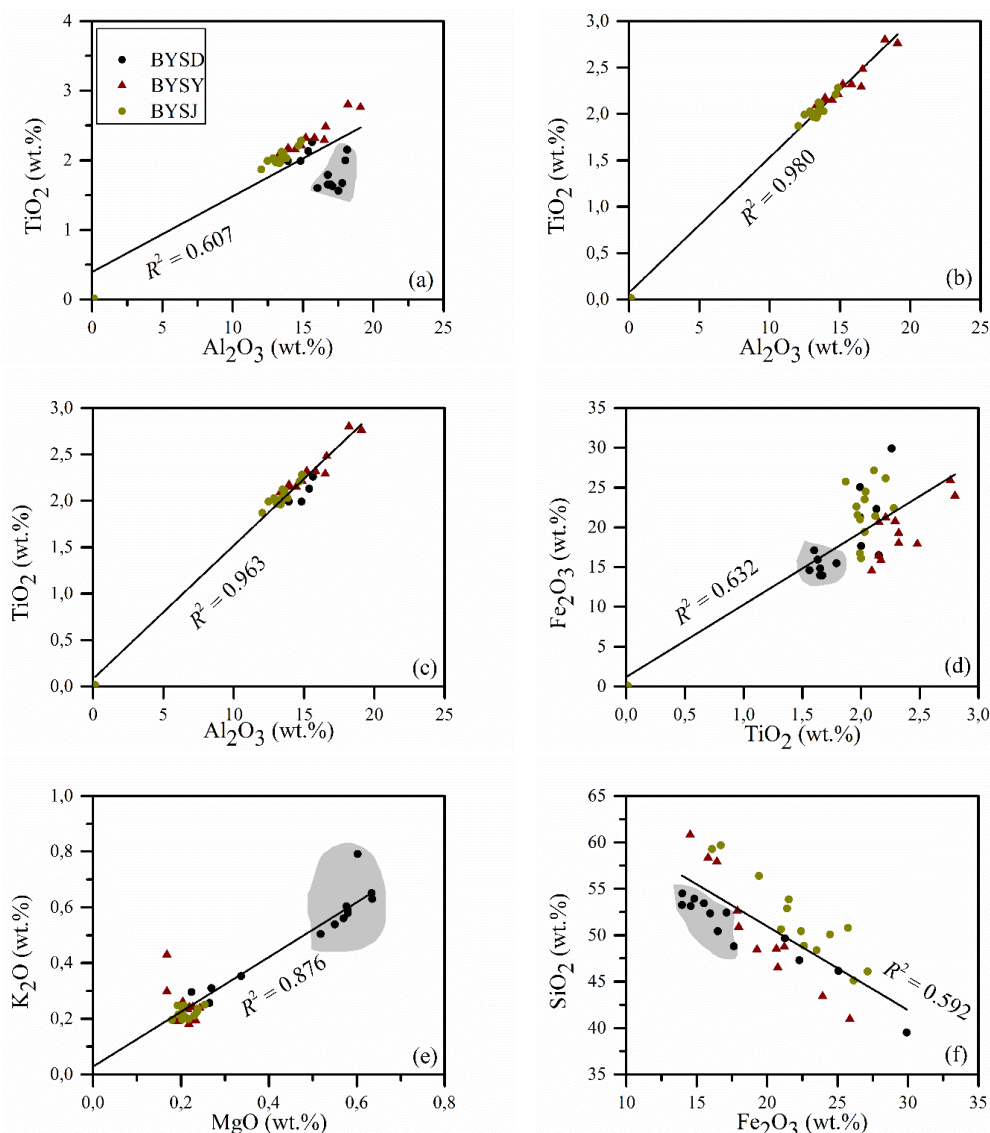 4
3
2
1
0
0
5
10
15
20
25
TiO₂ (wt.%)
Al₂O₃ (wt.%)
BYSD
BYSY
BYSJ
R² = 0.607
(a)
3,0
2,5
2,0
1,5
1,0
0,5
0,0
0
5
10
15
20
25
TiO₂ (wt.%)
Al₂O₃ (wt.%)
R² = 0.980
(b)
3,0
2,5
2,0
1,5
1,0
0,5
0,0
0
5
10
15
20
25
TiO₂ (wt.%)
Al₂O₃ (wt.%)
R² = 0.963
(c)
35
30
25
20
15
10
5
0
0,0
0,5
1,0
1,5
2,0
2,5
3,0
Fe₂O₃ (wt.%)
TiO₂ (wt.%)
R² = 0.632
(d)
1,0
0,8
0,6
0,4
0,2
0,0
0,0
0,2
0,4
0,6
0,8
K₂O (wt.%)
MgO (wt.%)
R² = 0.876
(e)
65
60
55
50
45
40
35
10
15
20
25
30
35
SiO₂ (wt.%)
Fe₂O₃ (wt.%)
R² = 0.592
(f)